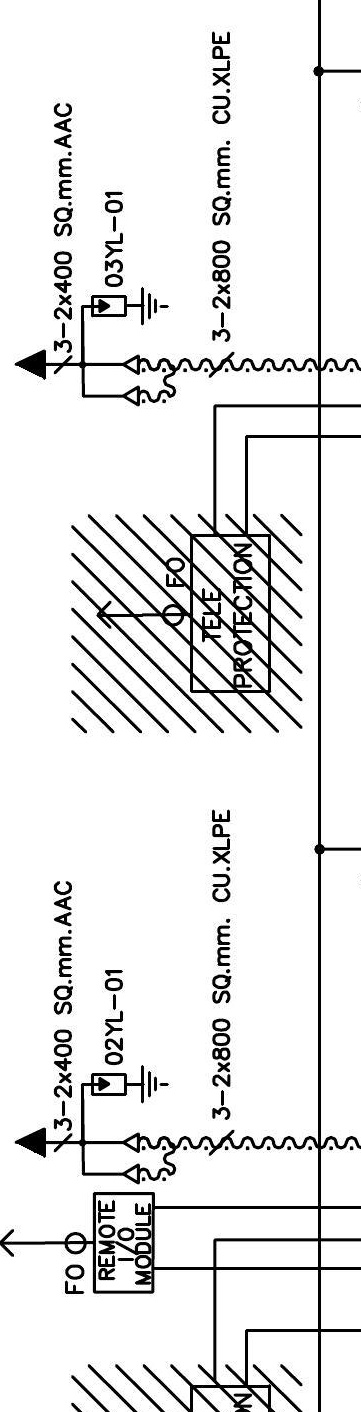 3-2x400 SQ.mm.AAC
03YL-01
3-2x800 SQ.mm. CU.XLPE
FO
TELE
PROTECTION
3-2x400 SQ.mm.AAC
02YL-01
3-2x800 SQ.mm. CU.XLPE
FO
REMOTE
I/O
MODULE